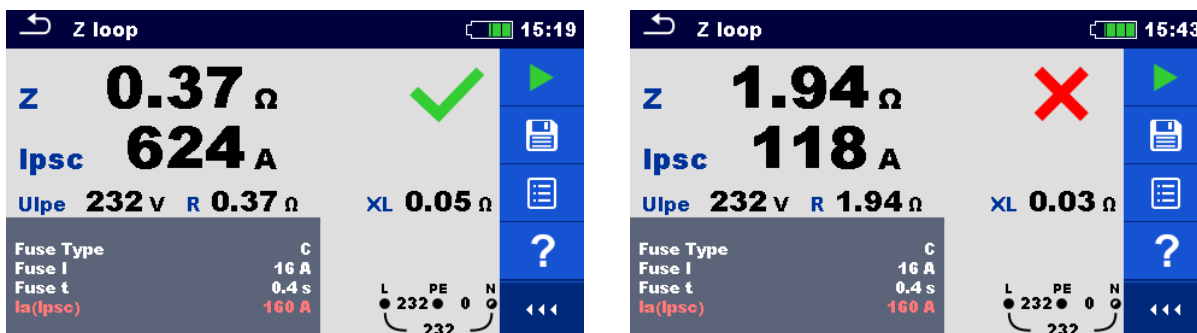 Z loop 15:19
Z 0.37 Ω
Ipsc 624 A
Ulpe 232 V R 0.37 Ω XL 0.05 Ω
Fuse Type C
Fuse I 16 A
Fuse t 0.4 s
Ia(Ipsc) 160 A
L PE N
232 0
232
?
Z loop 15:43
Z 1.94 Ω
Ipsc 118 A
Ulpe 232 V R 1.94 Ω XL 0.03 Ω
Fuse Type C
Fuse I 16 A
Fuse t 0.4 s
Ia(Ipsc) 160 A
L PE N
232 0
232
?